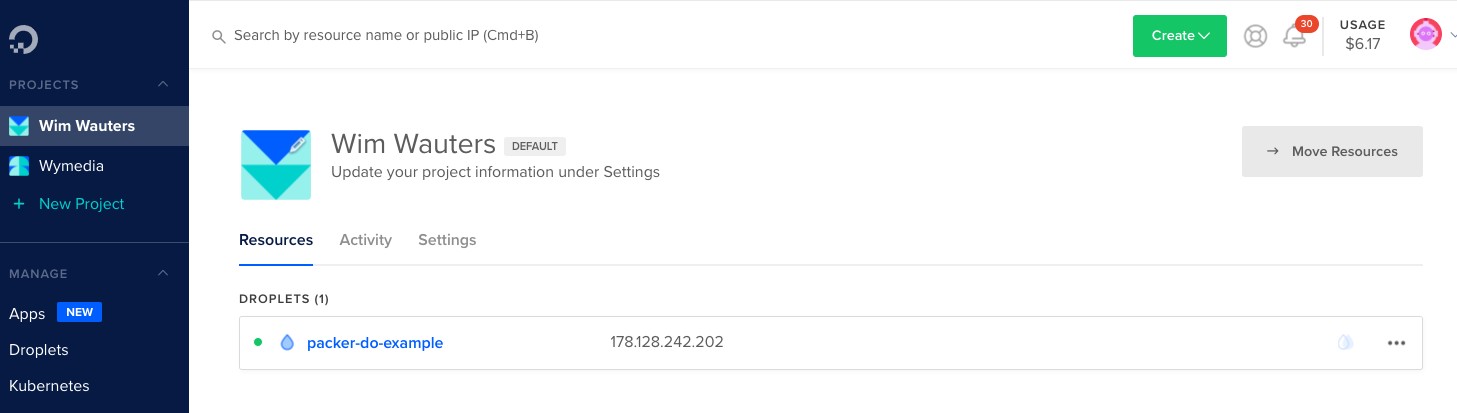 Search by resource name or public IP (Cmd+B)
Create
30
USAGE
$6.17
PROJECTS
Wim Wauters
Wymedia
+ New Project
MANAGE
Apps NEW
Droplets
Kubernetes
Wim Wauters DEFAULT
Update your project information under Settings
→ Move Resources
Resources Activity Settings
DROPLETS (1)
packer-do-example 178.128.242.202